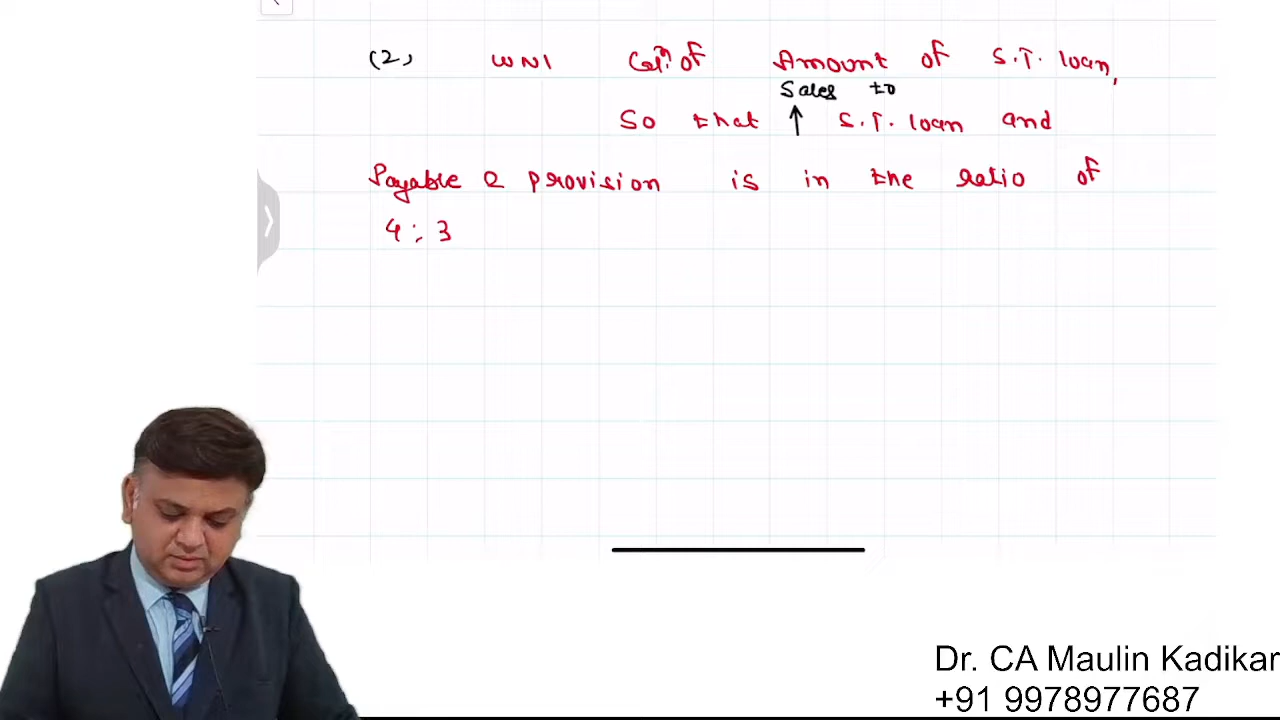 (2) WN1 Calⁿ of Amount of S.T. loan,
Sales to
So that ↑ S.T. loan and
Payable & provision is in the ratio of
4 : 3
Dr. CA Maulin Kadikar
+91 9978977687